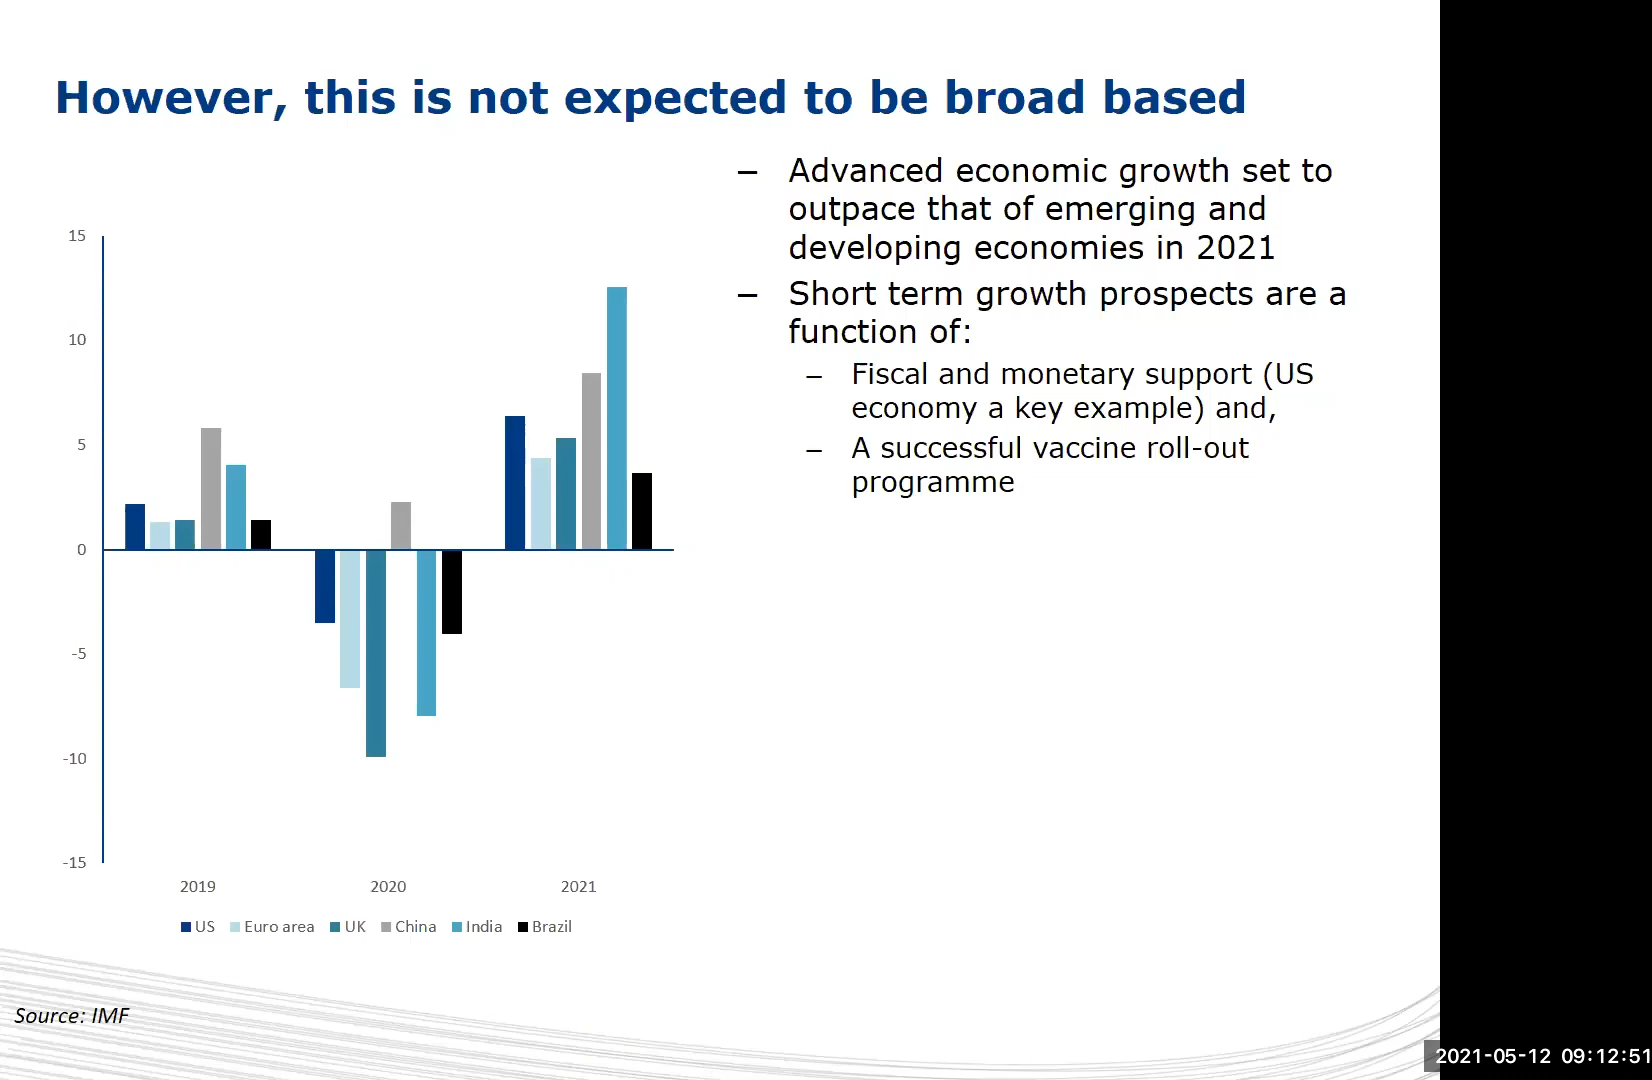 However, this is not expected to be broad based
– Advanced economic growth set to
outpace that of emerging and
developing economies in 2021
– Short term growth prospects are a
function of:
– Fiscal and monetary support (US
economy a key example) and,
– A successful vaccine roll-out
programme
15
10
5
0
-5
-10
-15
2019 2020 2021
US Euro area UK China India Brazil
Source: IMF
2021-05-12 09:12:51